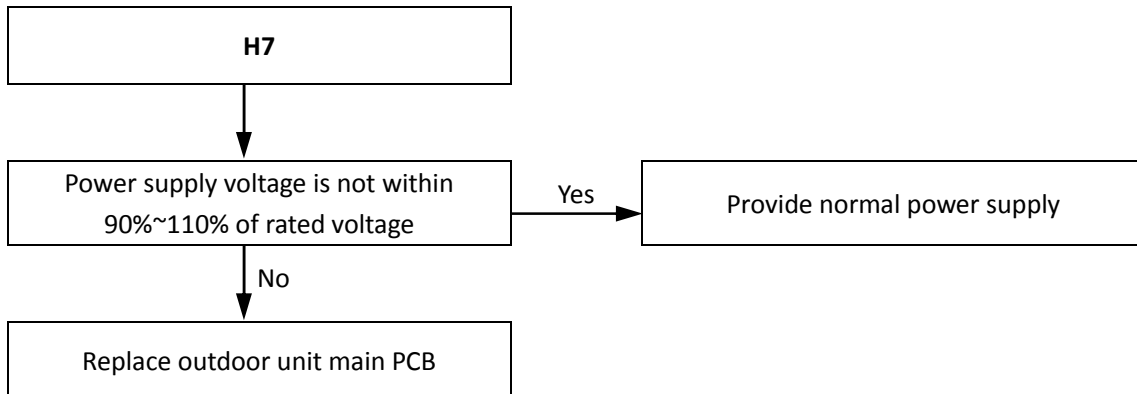 H7
Power supply voltage is not within
90%~110% of rated voltage
Yes
Provide normal power supply
No
Replace outdoor unit main PCB